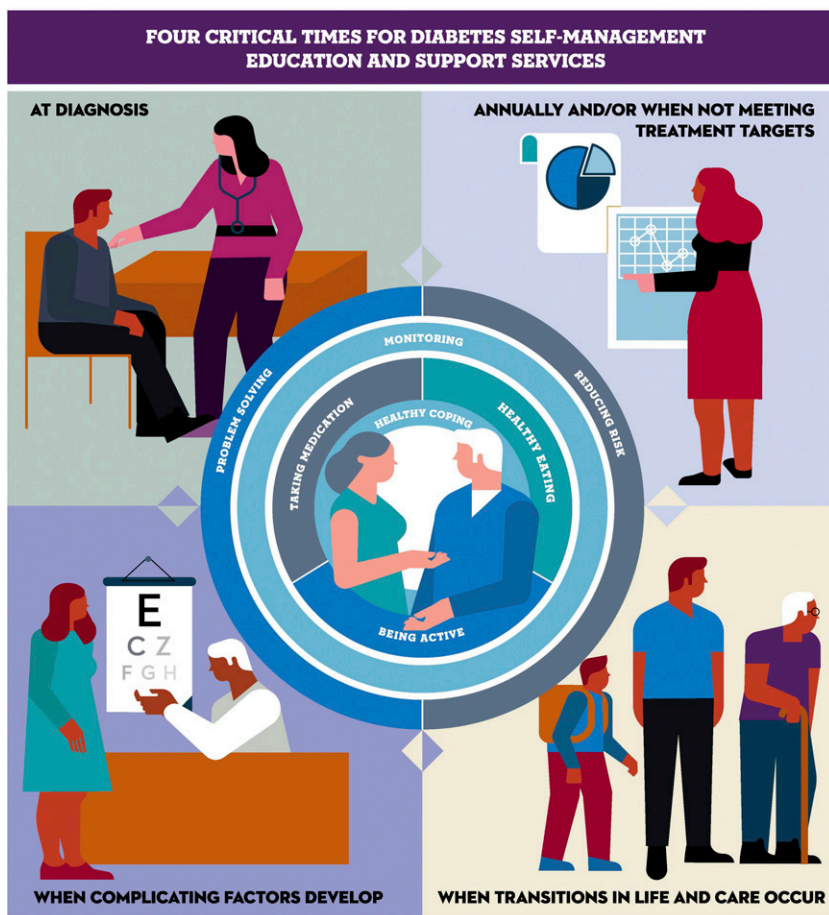 FOUR CRITICAL TIMES FOR DIABETES SELF-MANAGEMENT
EDUCATION AND SUPPORT SERVICES
AT DIAGNOSIS
ANNUALLY AND/OR WHEN NOT MEETING
TREATMENT TARGETS
PROBLEM SOLVING
MONITORING
REDUCING RISK
TAKING MEDICATION
HEALTHY COPING
HEALTHY EATING
BEING ACTIVE
E
C Z
F G H
WHEN COMPLICATING FACTORS DEVELOP
WHEN TRANSITIONS IN LIFE AND CARE OCCUR